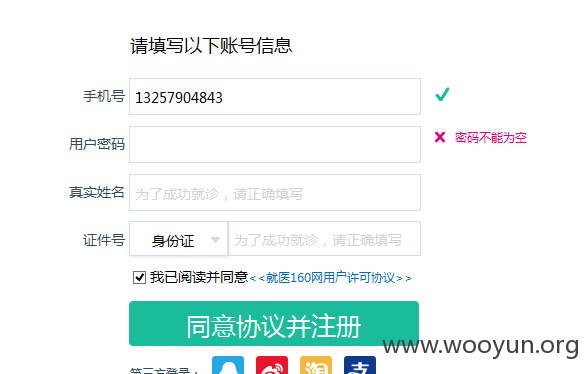 请填写以下账号信息
手机号 13257904843
用户密码 密码不能为空
真实姓名 为了成功就诊，请正确填写
证件号 身份证 为了成功就诊，请正确填写
我已阅读并同意<<就医160网用户许可协议>>
同意协议并注册
www.wooyun.org
第三方登录： 淘 支